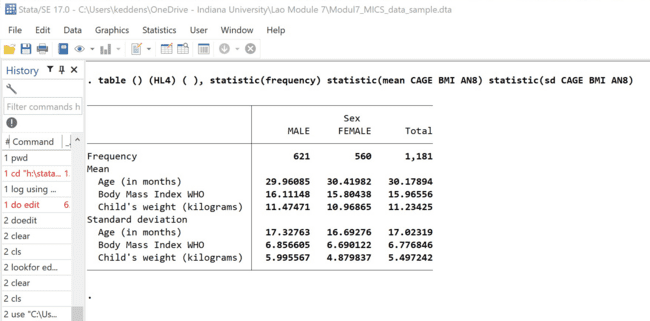 Stata/SE 17.0 - C:\Users\keddens\OneDrive - Indiana University\Lao Module 7\Modul7_MICS_data_sample.dta
File Edit Data Graphics Statistics User Window Help
History
Filter commands h
# Command
1 pwd
1 cd "h:\stata... 1
1 log using ...
1 do edit 6
2 doedit
2 clear
2 cls
2 lookfor ed...
2 clear
2 cls
2 use "C:\Us...
. table () (HL4) ( ), statistic(frequency) statistic(mean CAGE BMI AN8) statistic(sd CAGE BMI AN8)
Sex
MALE FEMALE Total
Frequency 621 560 1,181
Mean
Age (in months) 29.96085 30.41982 30.17894
Body Mass Index WHO 16.11148 15.80438 15.96556
Child's weight (kilograms) 11.47471 10.96865 11.23425
Standard deviation
Age (in months) 17.32763 16.69276 17.02319
Body Mass Index WHO 6.856605 6.690122 6.776846
Child's weight (kilograms) 5.995567 4.879837 5.497242
.